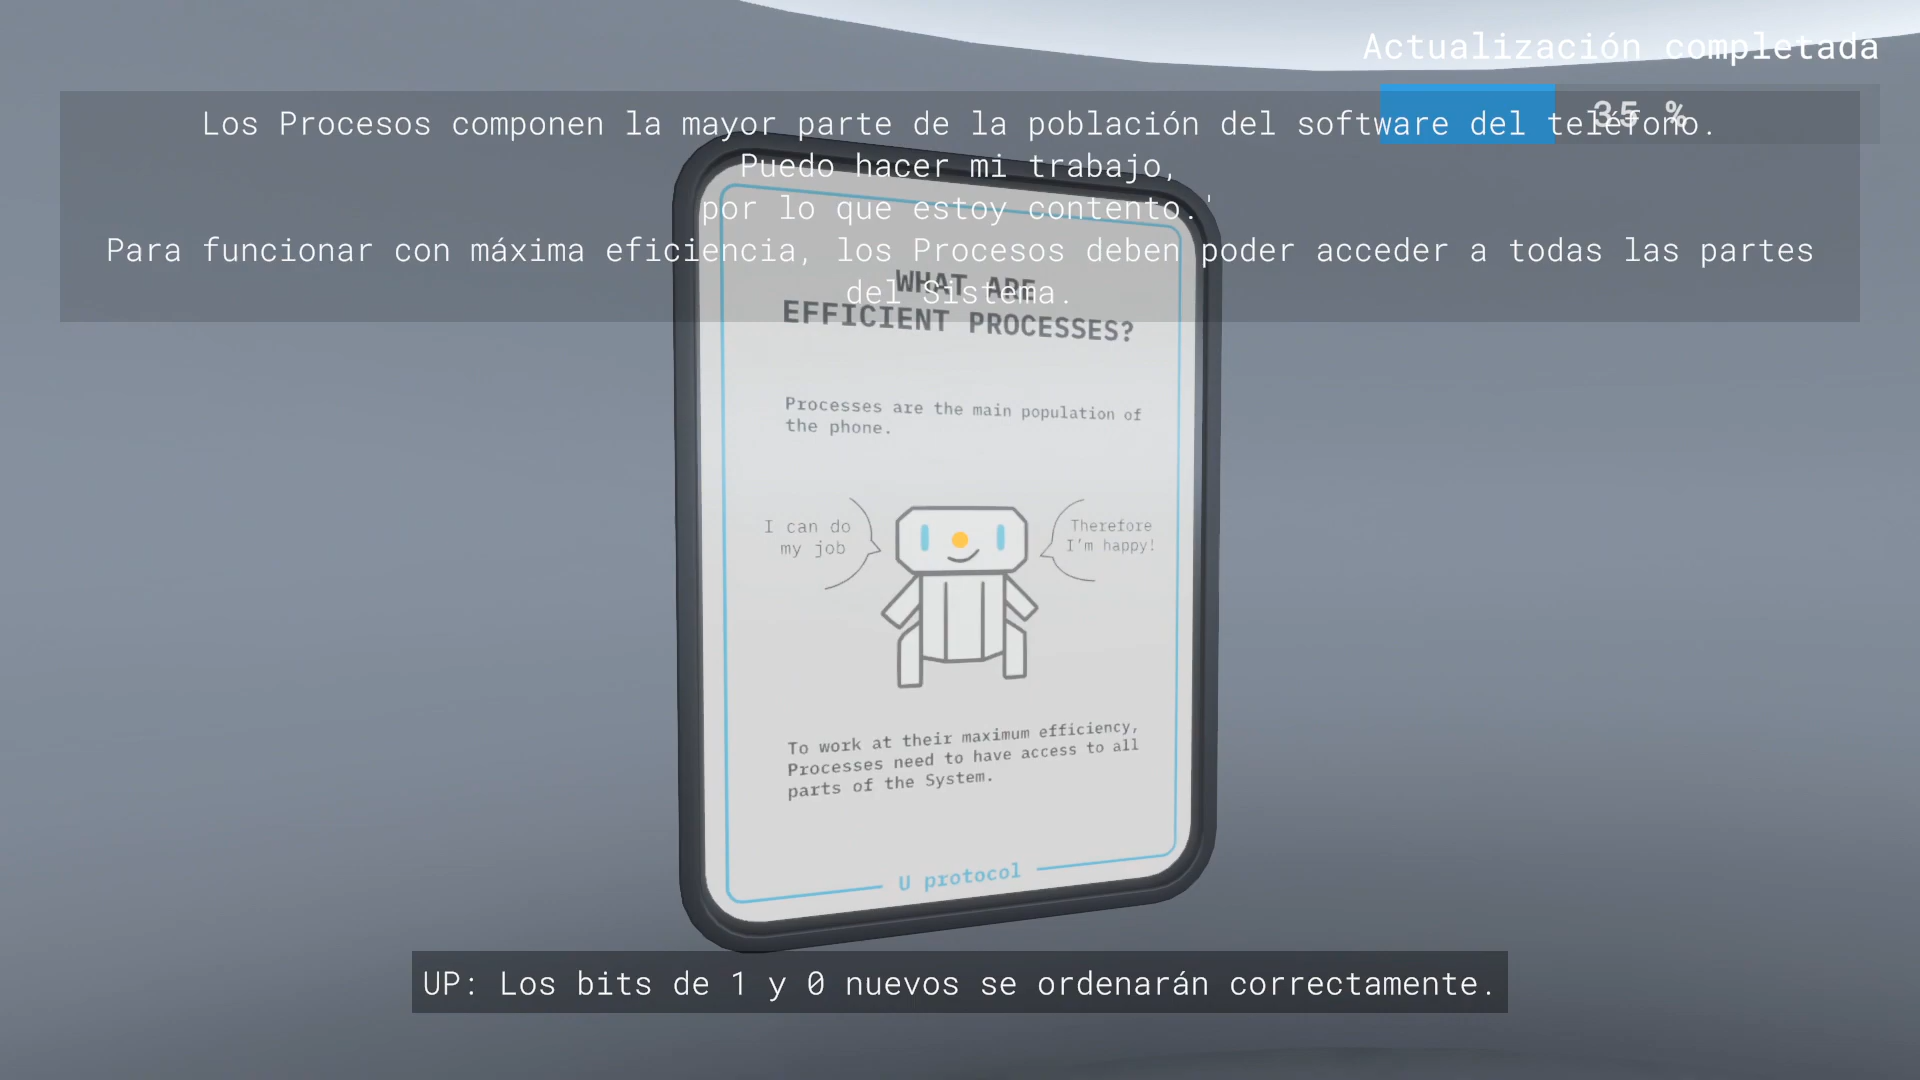 Actualización completada
35 %
Los Procesos componen la mayor parte de la población del software del teléfono.
Puedo hacer mi trabajo,
por lo que estoy contento.'
Para funcionar con máxima eficiencia, los Procesos deben poder acceder a todas las partes
del Sistema.
WHAT ARE
EFFICIENT PROCESSES?
Processes are the main population of
the phone.
I can do
my job
Therefore
I'm happy!
To work at their maximum efficiency,
Processes need to have access to all
parts of the System.
U protocol
UP: Los bits de 1 y 0 nuevos se ordenarán correctamente.